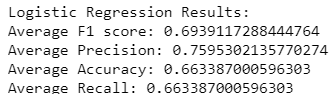 Logistic Regression Results:
Average F1 score: 0.6939117288444764
Average Precision: 0.7595302135770274
Average Accuracy: 0.663387000596303
Average Recall: 0.663387000596303